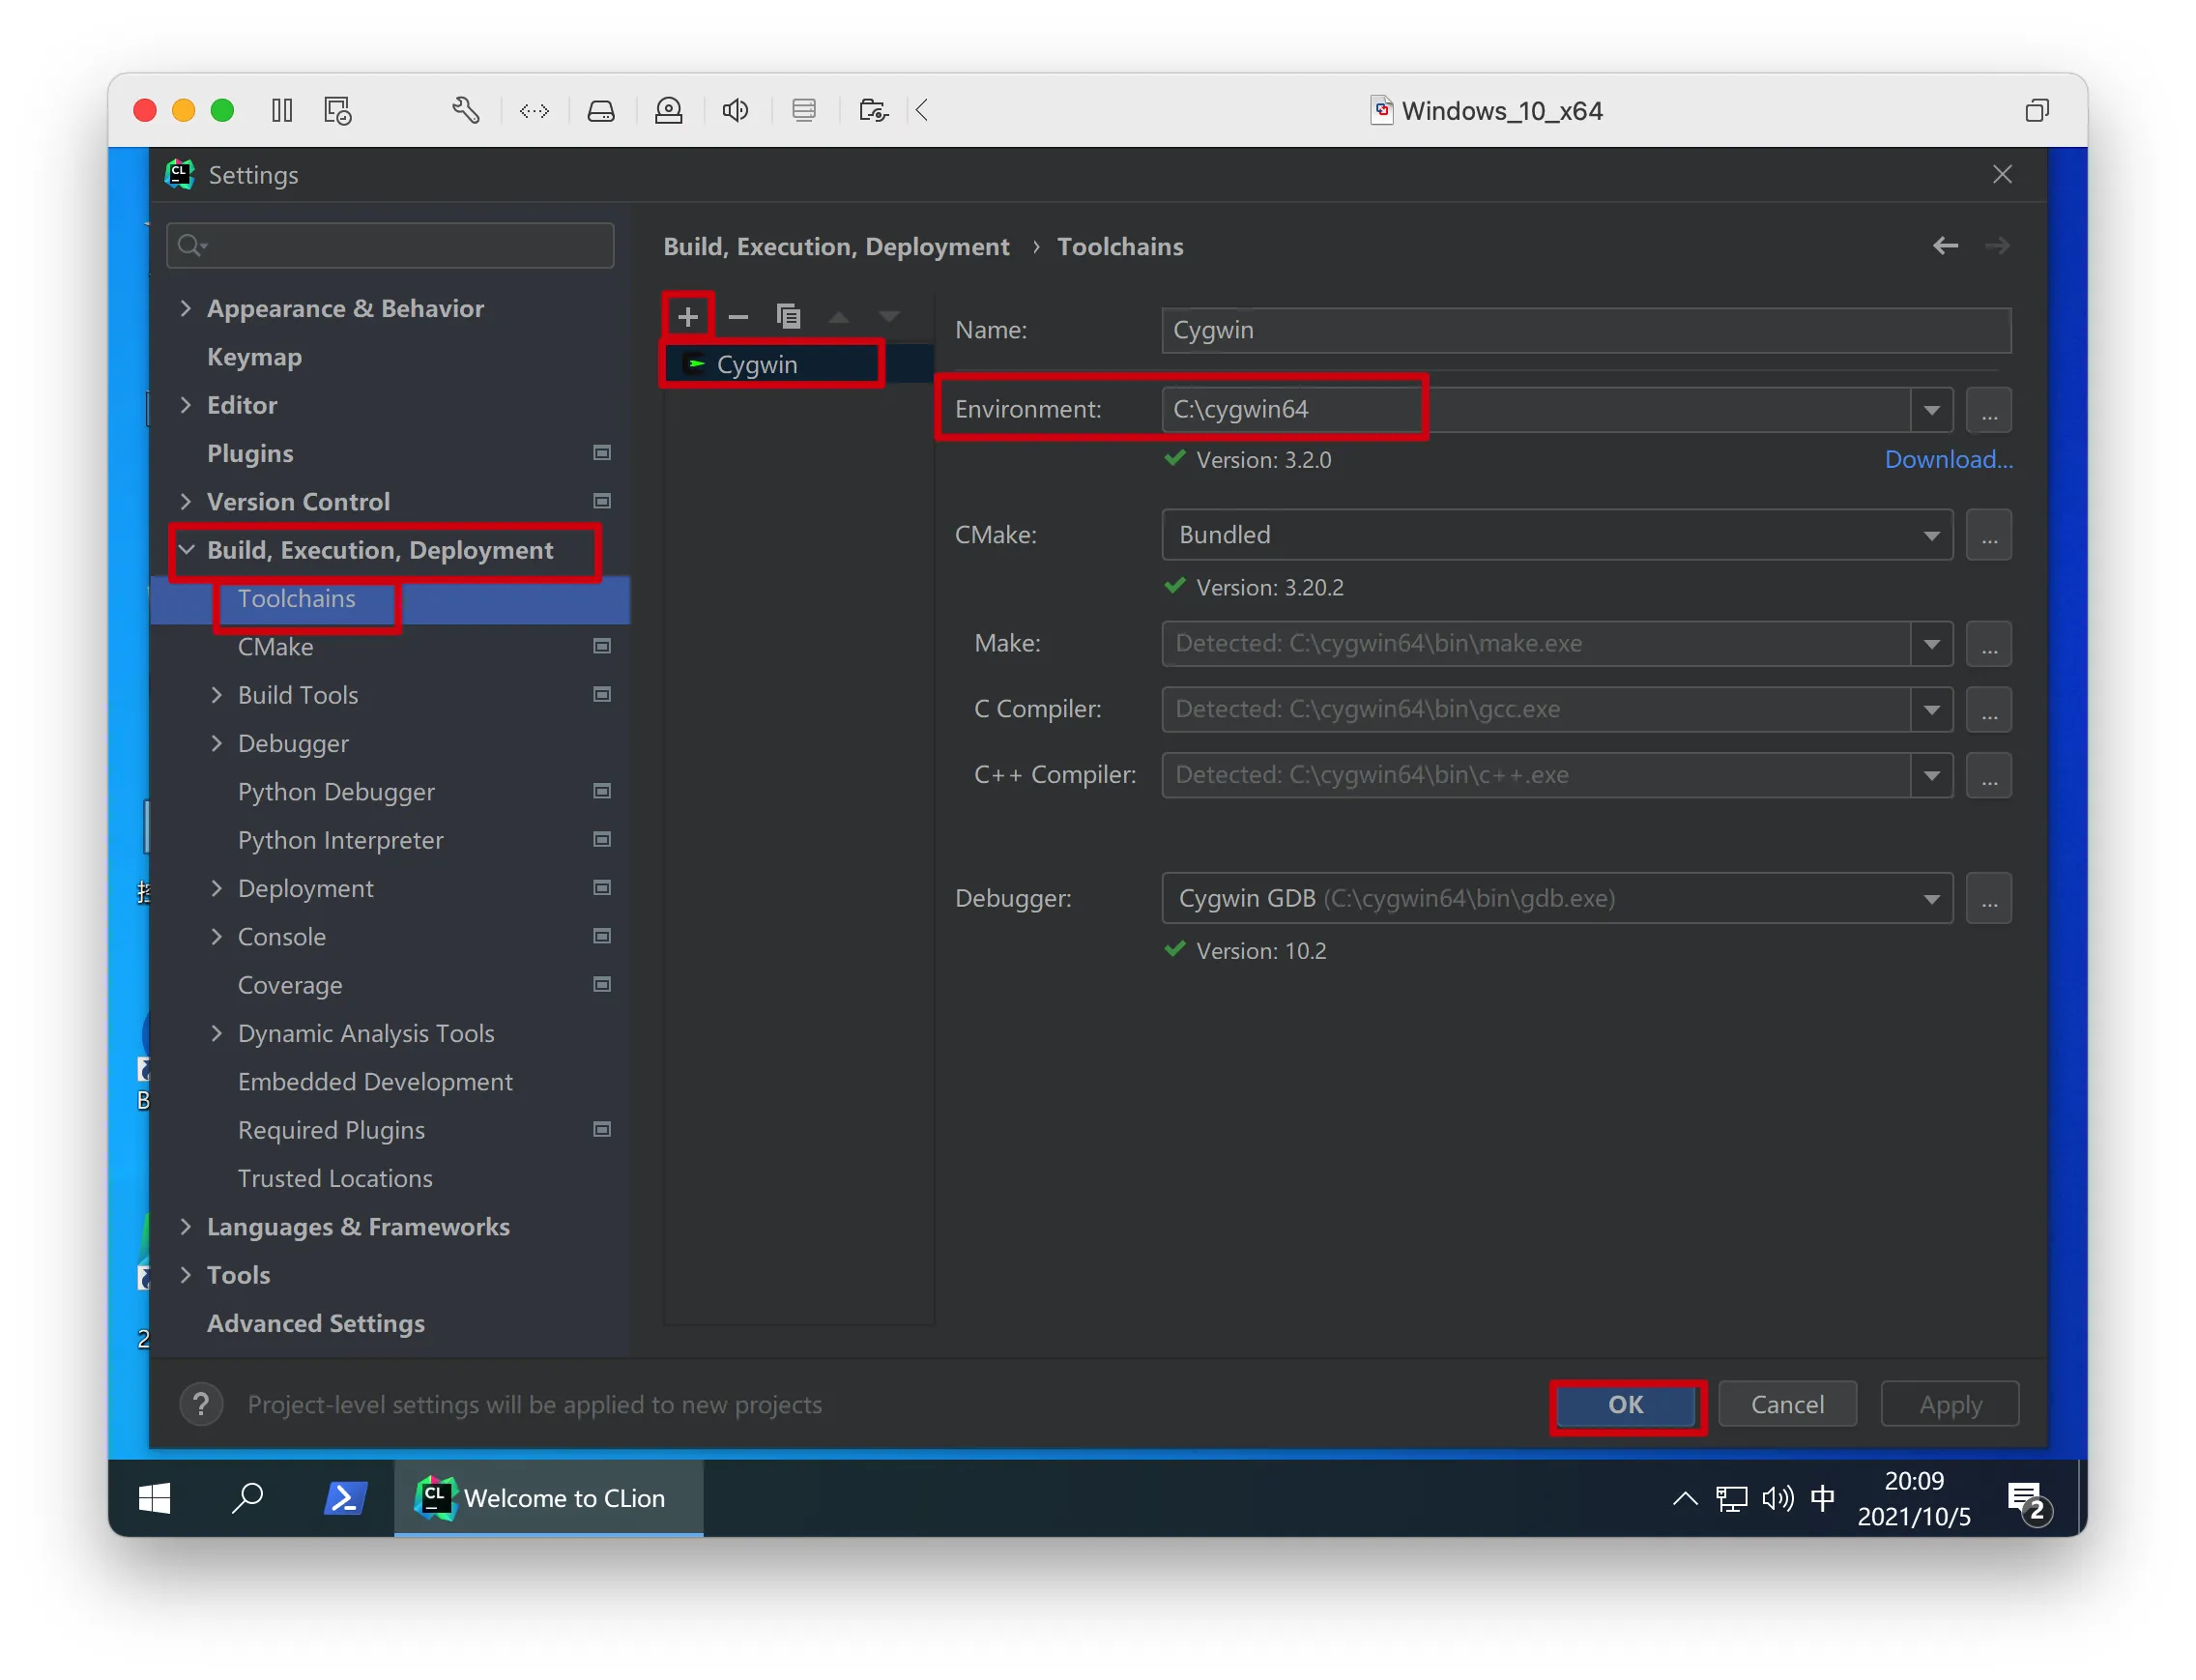 Windows_10_x64
CL
Settings
Build, Execution, Deployment › Toolchains
Appearance & Behavior
Keymap
Editor
Plugins
Version Control
Build, Execution, Deployment
Toolchains
CMake
Build Tools
Debugger
Python Debugger
Python Interpreter
Deployment
Console
Coverage
Dynamic Analysis Tools
Embedded Development
Required Plugins
Trusted Locations
Languages & Frameworks
Tools
Advanced Settings
Cygwin
Name: Cygwin
Environment: C:\cygwin64 ...
Version: 3.2.0 Download...
CMake: Bundled ...
Version: 3.20.2
Make: Detected: C:\cygwin64\bin\make.exe ...
C Compiler: Detected: C:\cygwin64\bin\gcc.exe ...
C++ Compiler: Detected: C:\cygwin64\bin\c++.exe ...
Debugger: Cygwin GDB (C:\cygwin64\bin\gdb.exe) ...
Version: 10.2
? Project-level settings will be applied to new projects
OK Cancel Apply
B
2
CL Welcome to CLion
中
20:09
2021/10/5
2